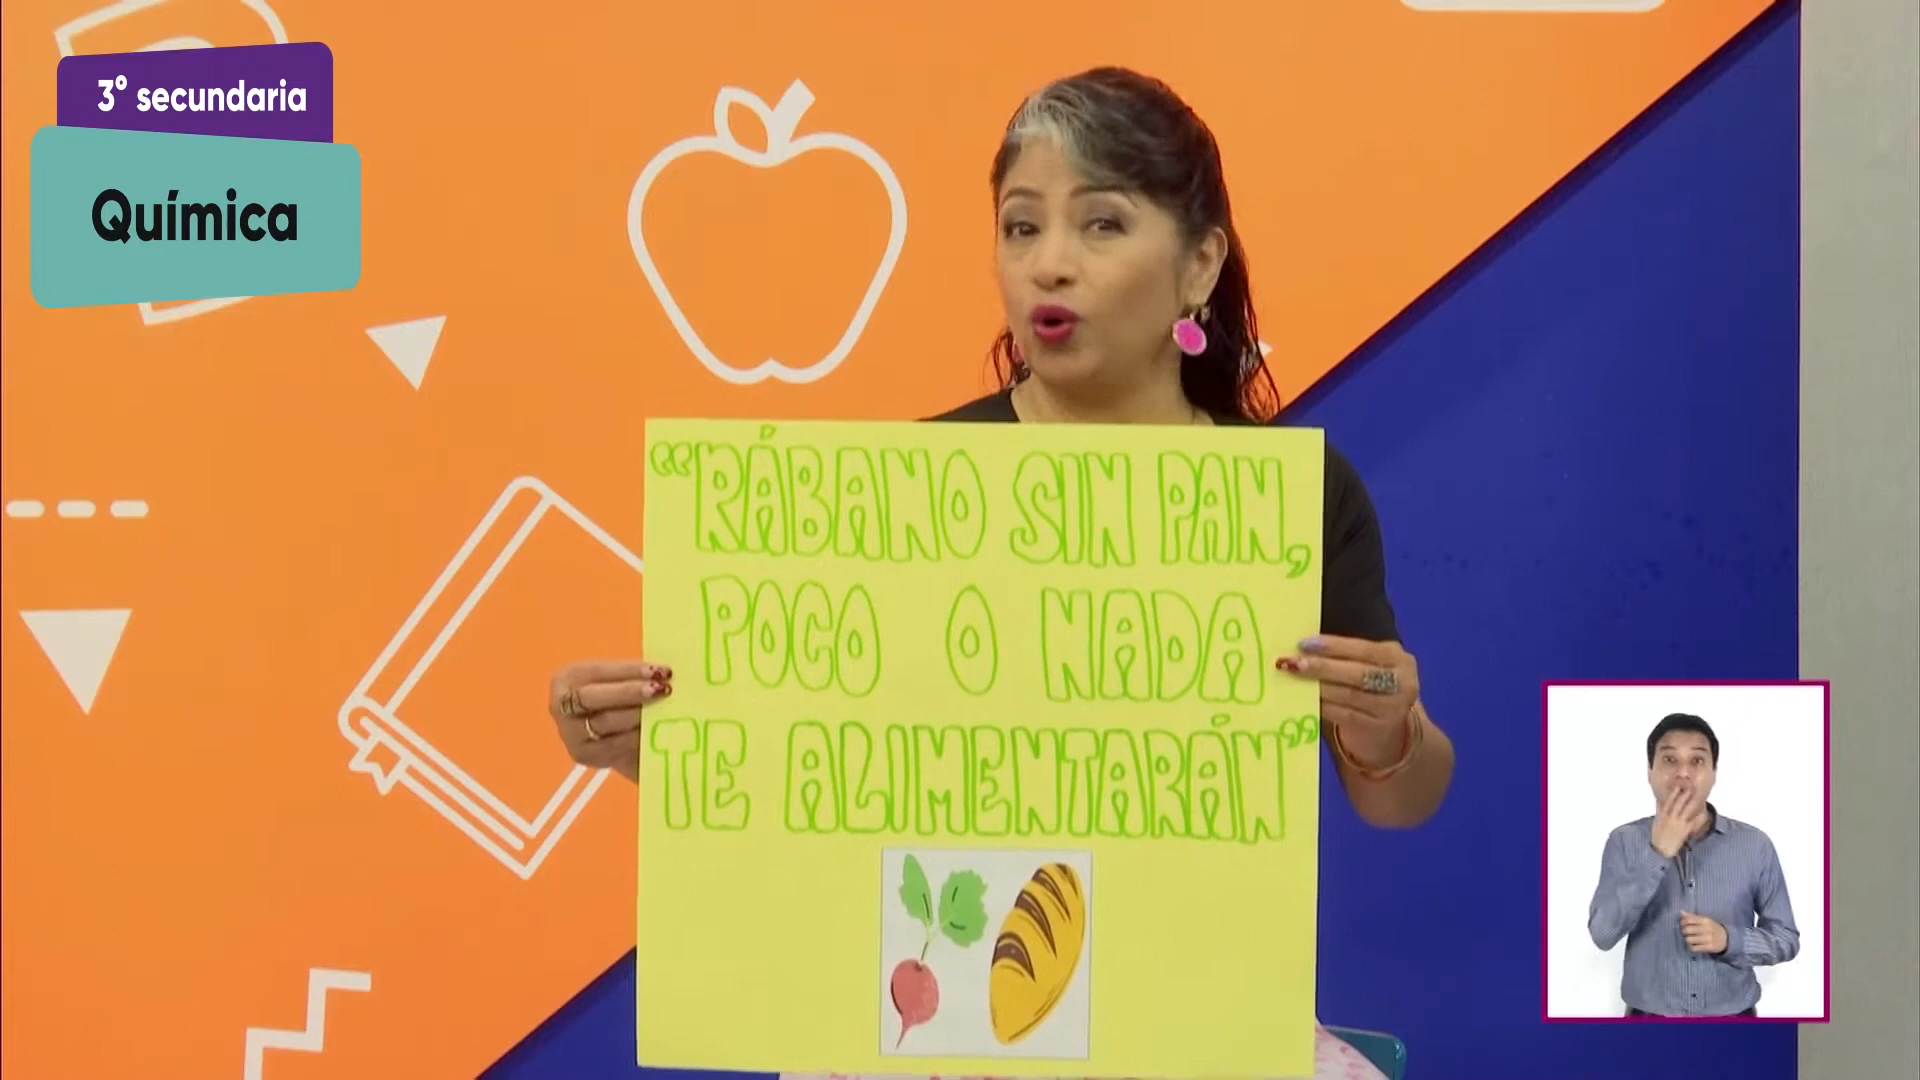 3° secundaria
Química
“RÁBANO SIN PAN,
POCO O NADA
TE ALIMENTARÁN”